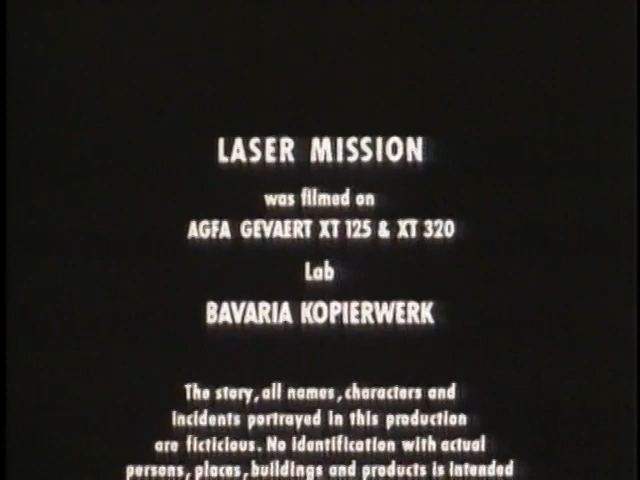 LASER MISSION
was filmed on
AGFA GEVAERT XT 125 & XT 320
Lab
BAVARIA KOPIERWERK
The story, all names, characters and
incidents portrayed in this production
are ficticious. No identification with actual
persons, places, buildings and products is intended